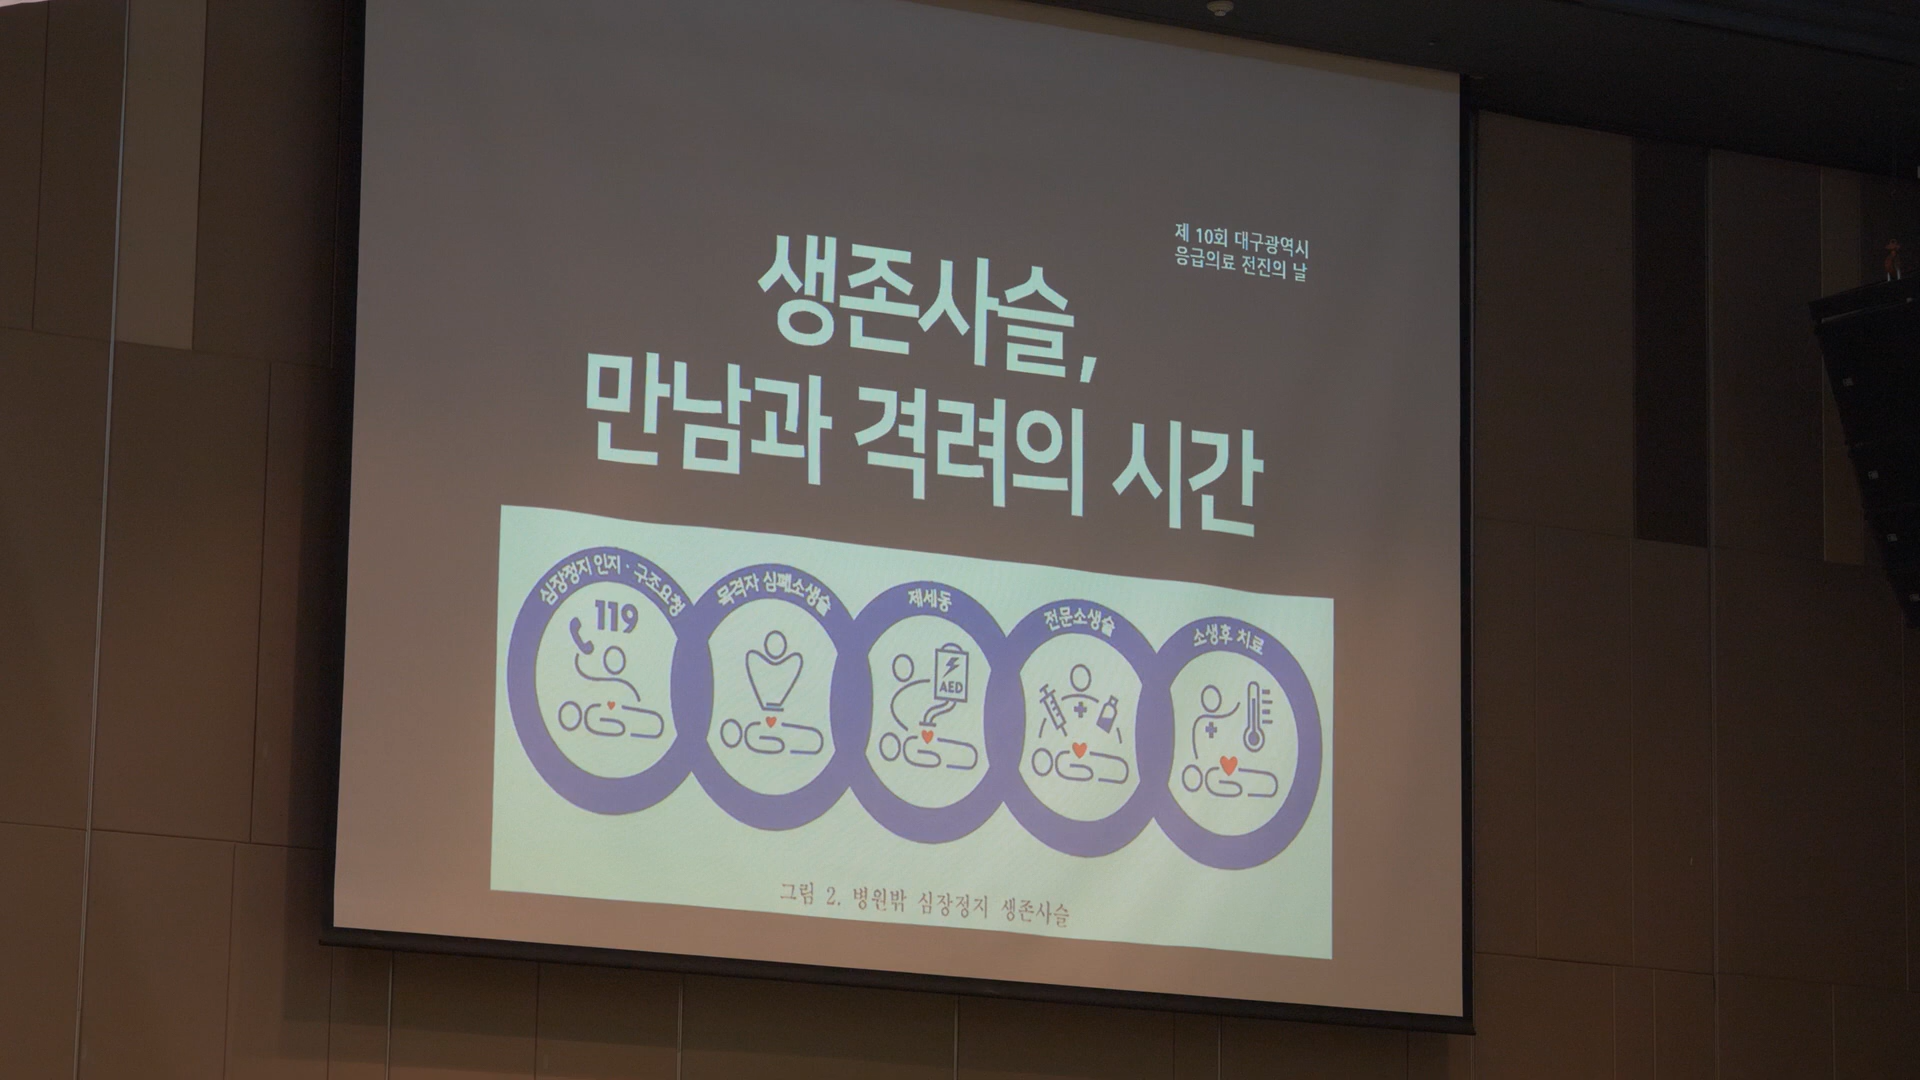 제 10회 대구광역시
응급의료 전진의 날
생존사슬,
만남과 격려의 시간
심장정지 인지 · 구조요청
119
목격자 심폐소생술
제세동
AED
전문소생술
소생후 치료
그림 2. 병원밖 심장정지 생존사슬